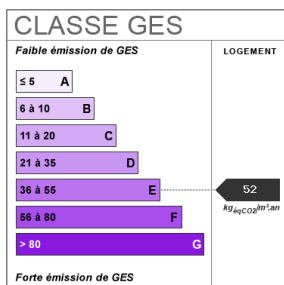 CLASSE GES
Faible émission de GES
LOGEMENT
≤ 5 A
6 à 10 B
11 à 20 C
21 à 35 D
36 à 55 E
52
kgéqCO2/m².an
56 à 80 F
> 80 G
Forte émission de GES